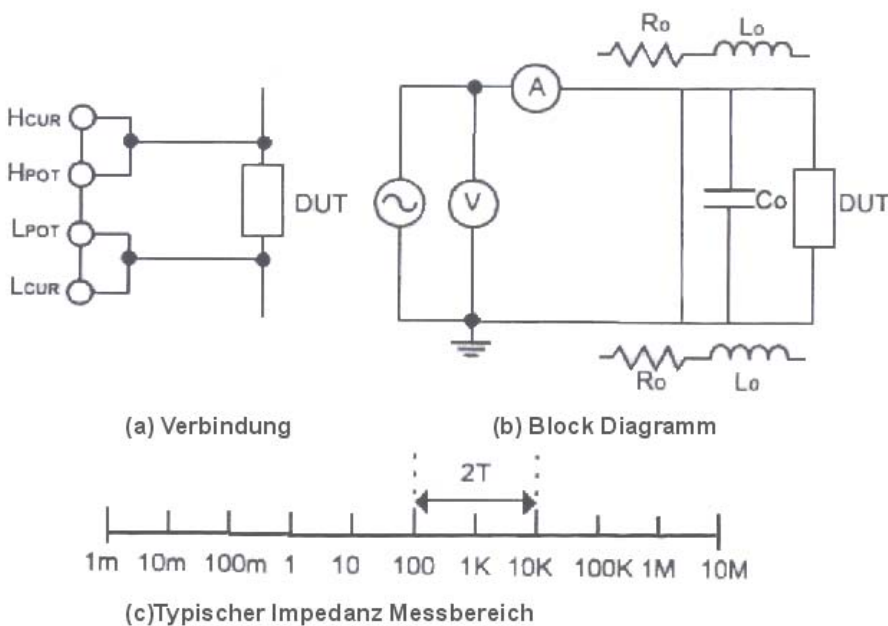 HCUR
HPOT
LPOT
LCUR
DUT
Ro
Lo
A
V
Co
DUT
Ro
Lo
(a) Verbindung
(b) Block Diagramm
2T
1m 10m 100m 1 10 100 1K 10K 100K 1M 10M
(c)Typischer Impedanz Messbereich